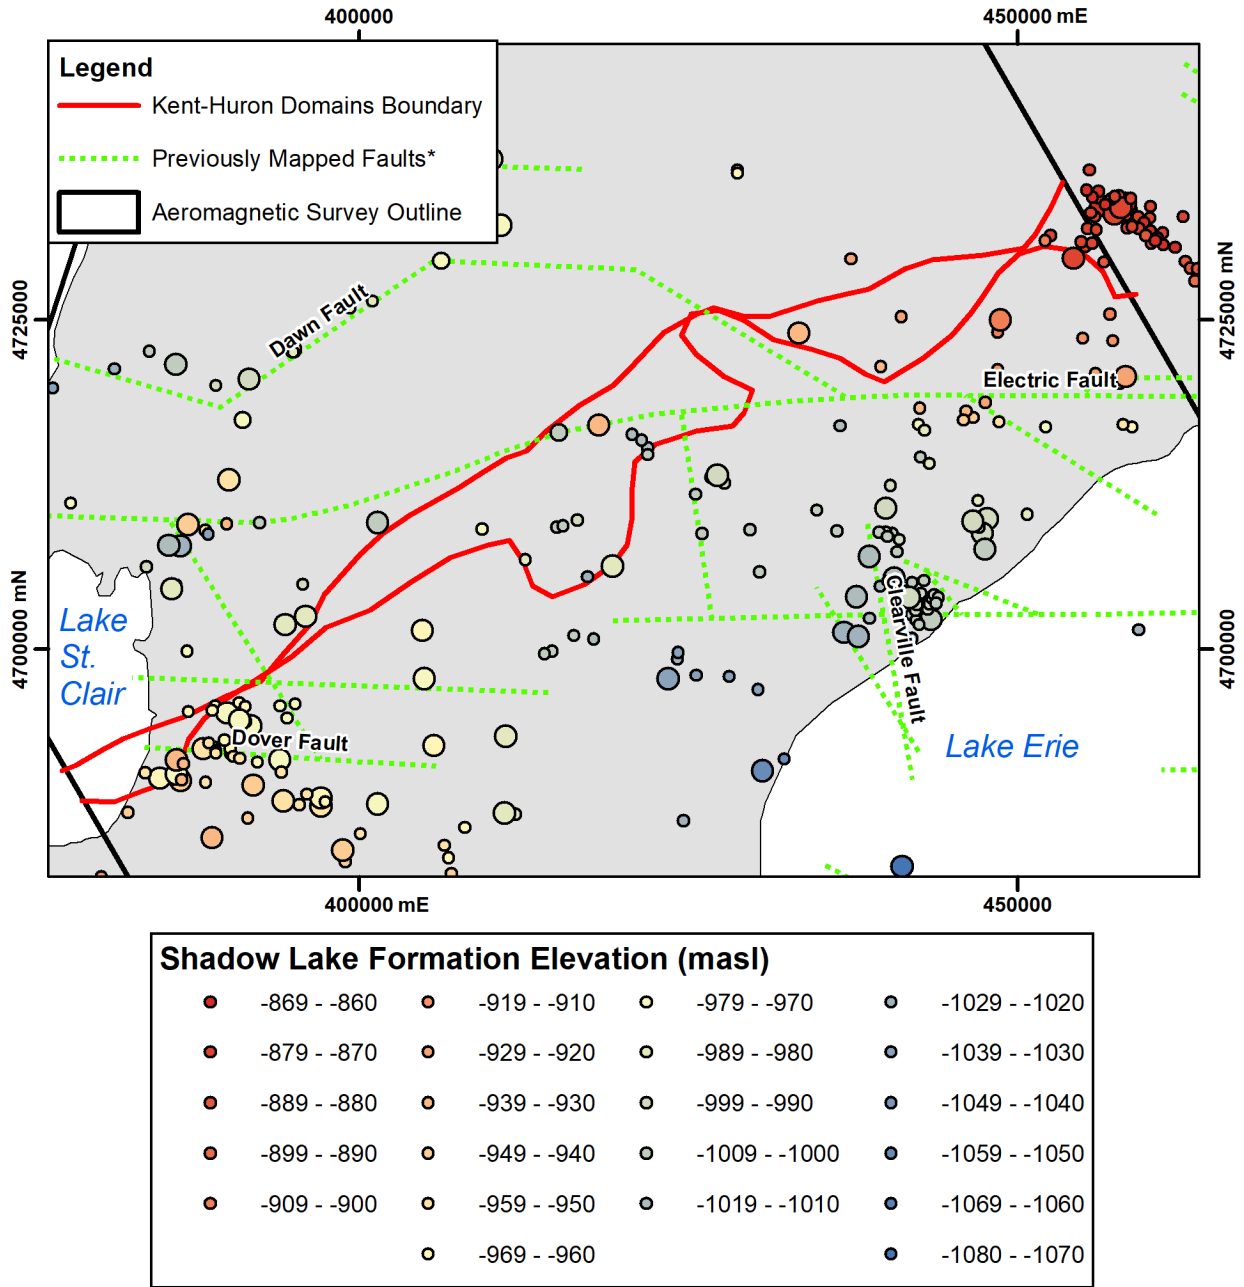 400000
450000 mE
Legend
Kent-Huron Domains Boundary
Previously Mapped Faults*
Aeromagnetic Survey Outline
4725000
4725000 mN
Dawn Fault
Electric Fault
Clearville Fault
Lake
St.
Clair
4700000 mN
4700000
Dover Fault
Lake Erie
400000 mE
450000
Shadow Lake Formation Elevation (masl)
-869 - -860
-919 - -910
-979 - -970
-1029 - -1020
-879 - -870
-929 - -920
-989 - -980
-1039 - -1030
-889 - -880
-939 - -930
-999 - -990
-1049 - -1040
-899 - -890
-949 - -940
-1009 - -1000
-1059 - -1050
-909 - -900
-959 - -950
-1019 - -1010
-1069 - -1060
-969 - -960
-1080 - -1070